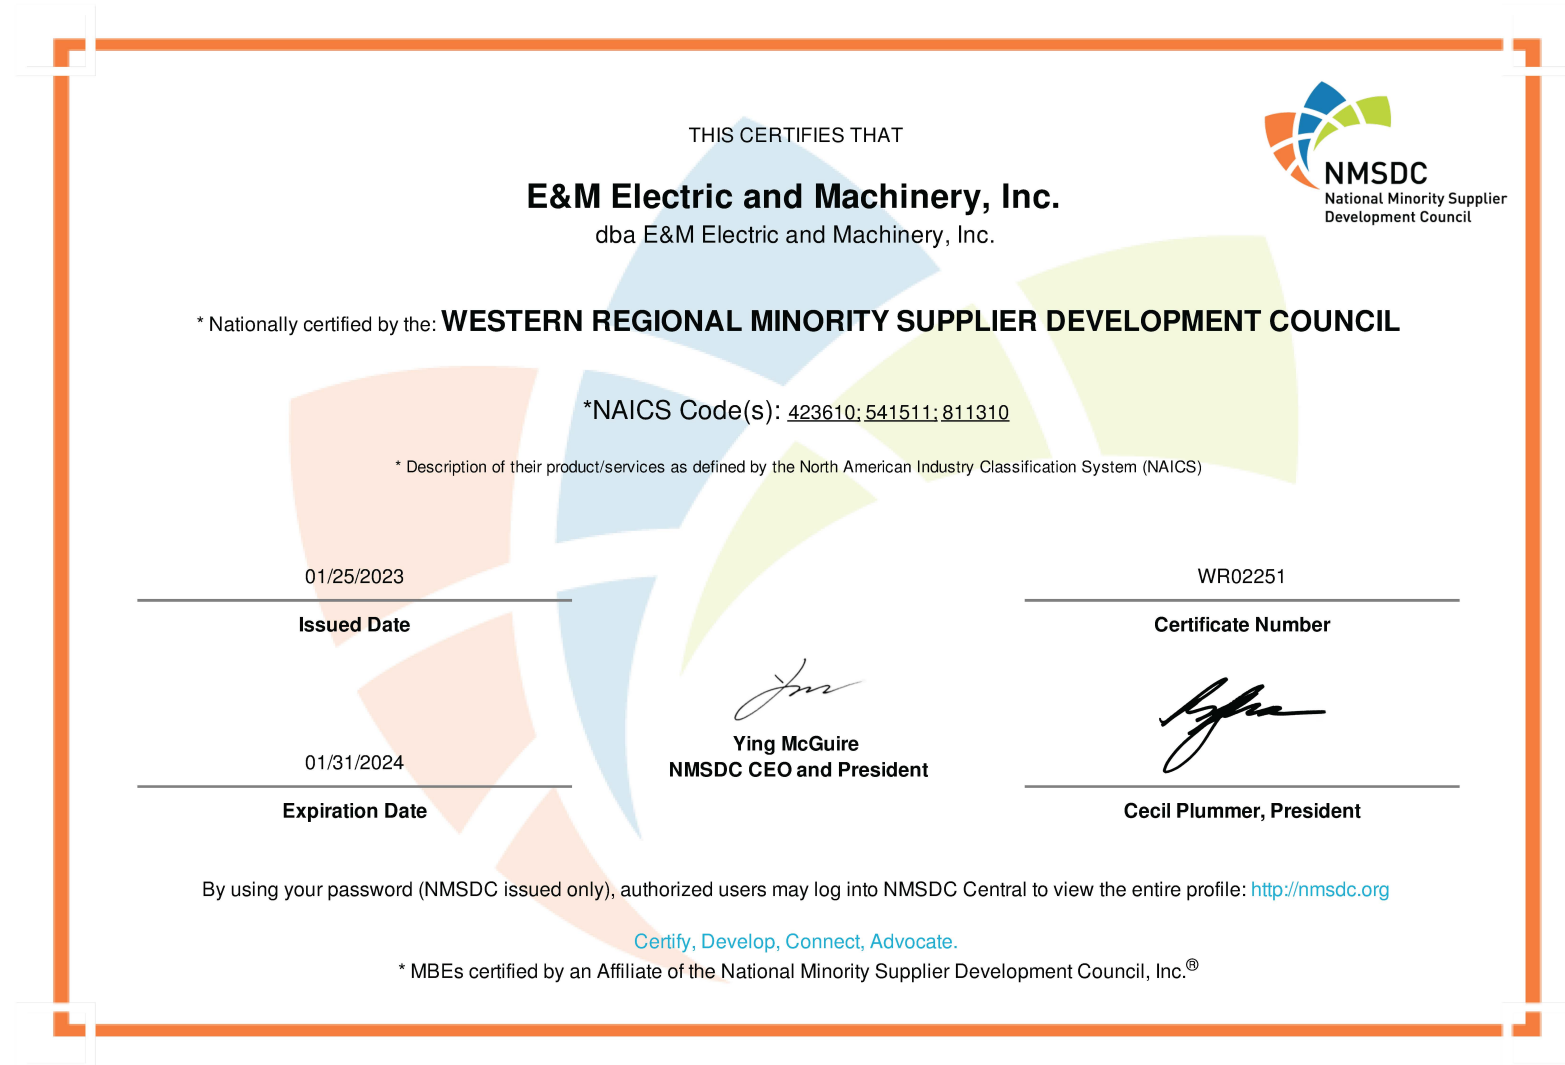 THIS CERTIFIES THAT
NMSDC
National Minority Supplier
Development Council
E&M Electric and Machinery, Inc.
dba E&M Electric and Machinery, Inc.
* Nationally certified by the: WESTERN REGIONAL MINORITY SUPPLIER DEVELOPMENT COUNCIL
*NAICS Code(s): 423610; 541511; 811310
* Description of their product/services as defined by the North American Industry Classification System (NAICS)
01/25/2023
Issued Date
WR02251
Certificate Number
Ying McGuire
NMSDC CEO and President
01/31/2024
Expiration Date
Cecil Plummer, President
By using your password (NMSDC issued only), authorized users may log into NMSDC Central to view the entire profile: http://nmsdc.org
Certify, Develop, Connect, Advocate.
* MBEs certified by an Affiliate of the National Minority Supplier Development Council, Inc.®